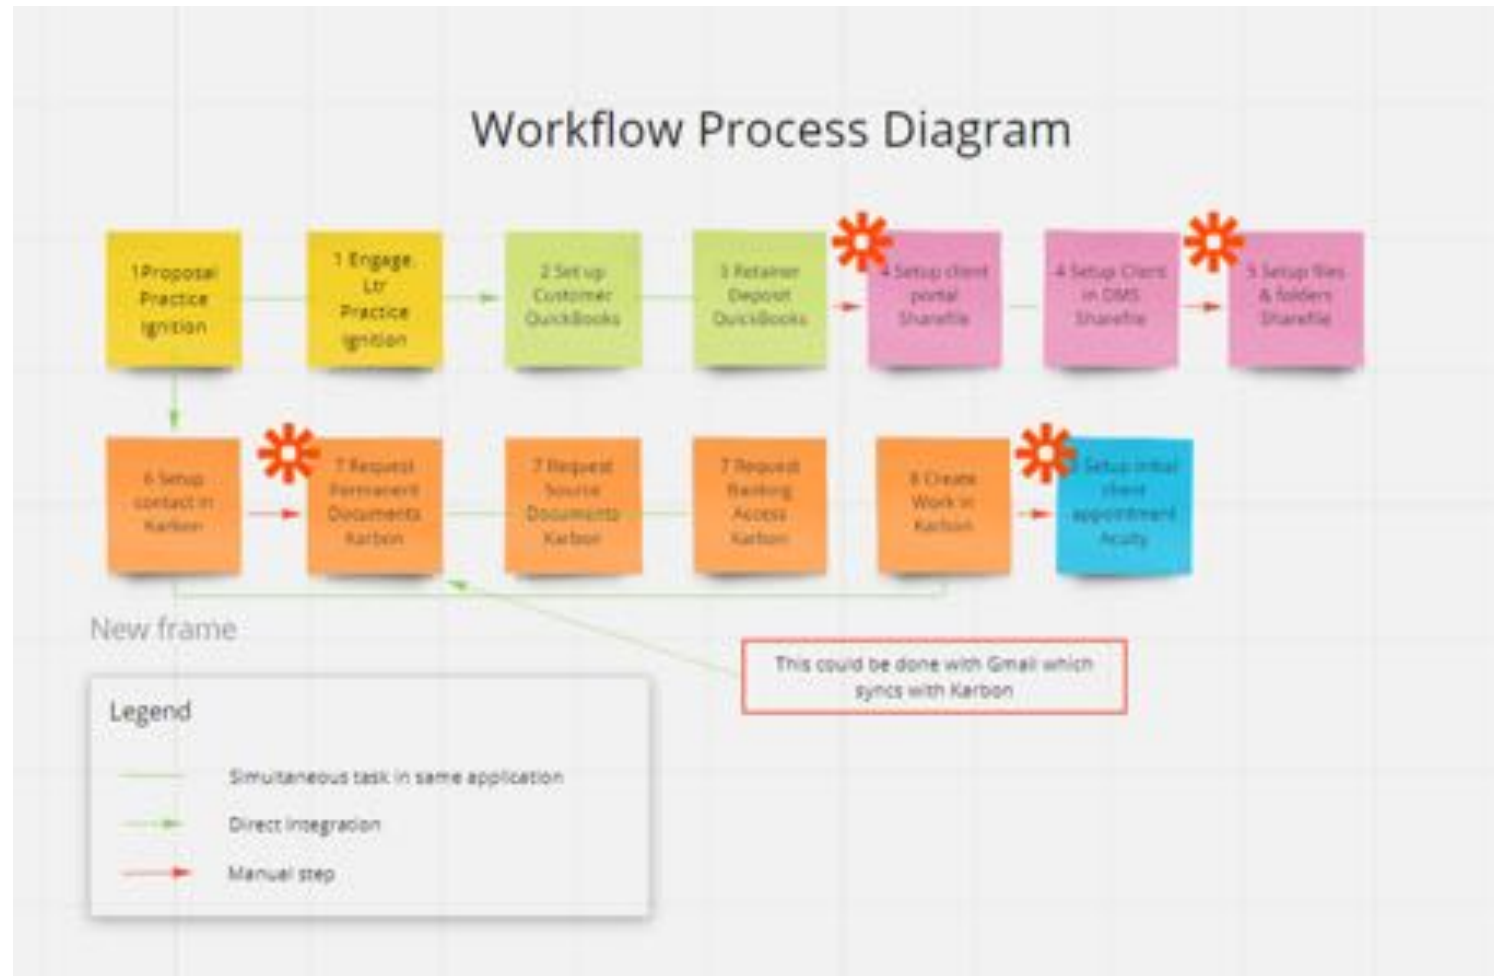 Workflow Process Diagram
1Proposal
Practice
Ignition
1 Engage.
Ltr
Practice
Ignition
2 Set up
Customer
QuickBooks
3 Retainer
Deposit
QuickBooks
4 Setup client
portal
Sharefile
4 Setup Client
in DMS
Sharefile
5 Setup files
& folders
Sharefile
6 Setup
contact in
Karbon
7 Request
Permanent
Documents
Karbon
7 Request
Source
Documents
Karbon
7 Request
Banking
Access
Karbon
8 Create
Work in
Karbon
Setup initial
client
appointment
Acuity
New frame
This could be done with Gmail which
syncs with Karbon
Legend
Simultaneous task in same application
Direct Integration
Manual step